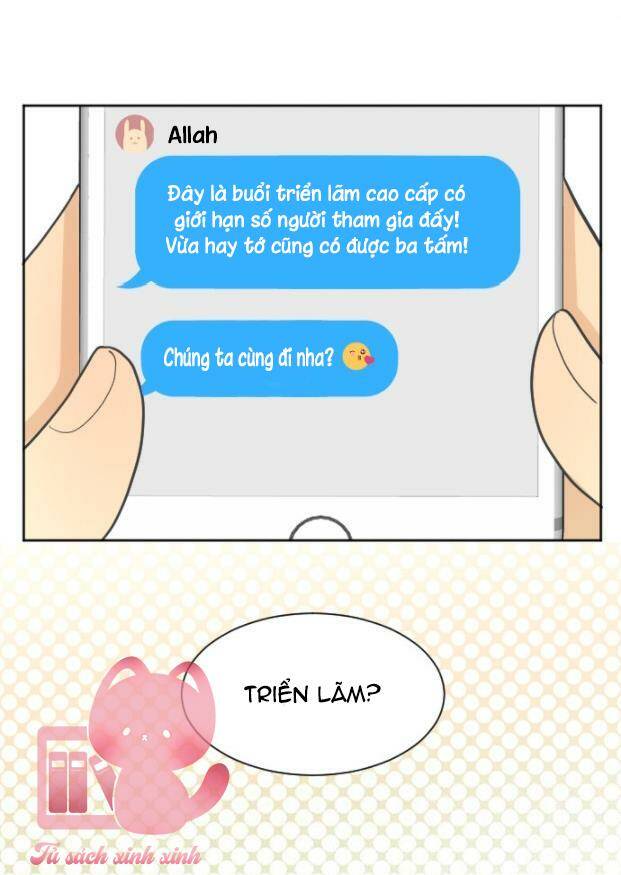 Allah
Đây là buổi triển lãm cao cấp có
giới hạn số người tham gia đấy!
Vừa hay tớ cũng có được ba tấm!
Chúng ta cùng đi nha? 😘
TRIỂN LÃM?
Tủ sách xinh xinh